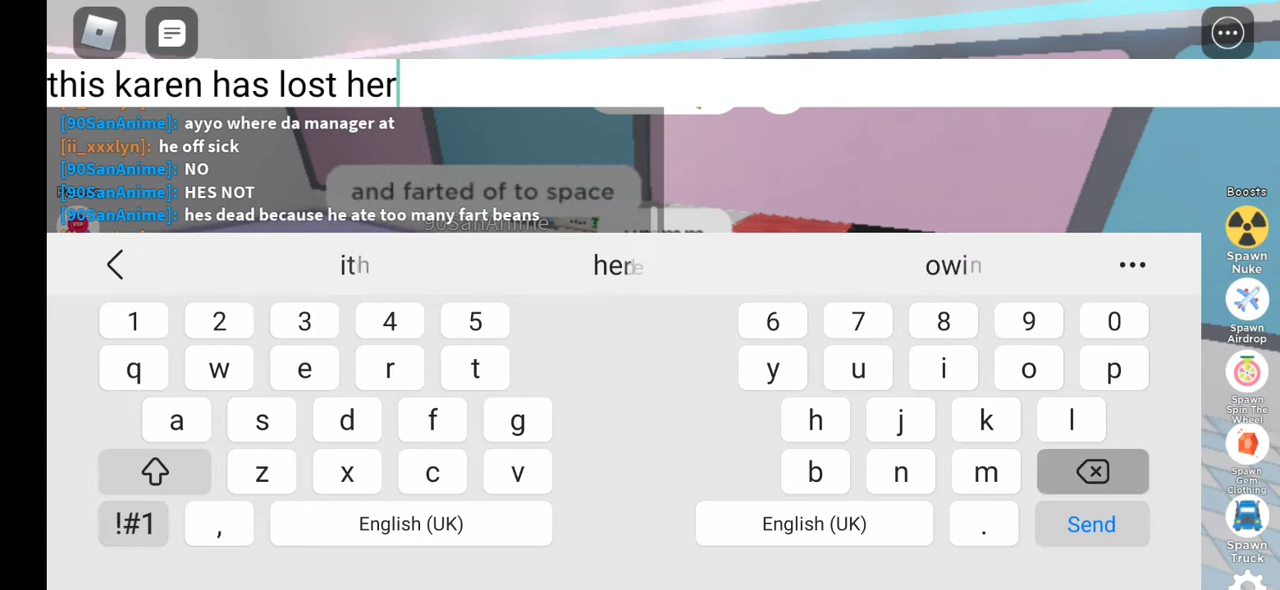 this karen has lost her
[90SanAnime]: ayyo where da manager at
[ii_xxxlyn]: he off sick
[90SanAnime]: NO
[90SanAnime]: HES NOT
[90SanAnime]: hes dead because he ate too many fart beans
and farted of to space
90SanAnime
VIP
Boosts
Spawn
Nuke
Spawn
Airdrop
Spawn
Spin The
Wheel
Spawn
Gem
Clothing
Spawn
Truck
her
1 2 3 4 5 6 7 8 9 0
q w e r t y u i o p
a s d f g h j k l
z x c v b n m
!#1 , English (UK) English (UK) . Send